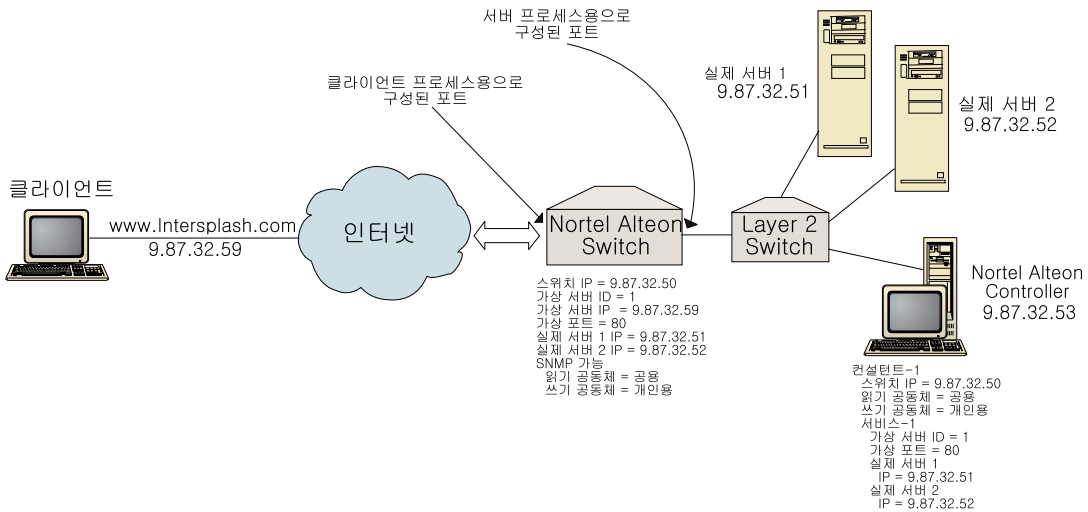 서버 프로세스용으로
구성된 포트
클라이언트 프로세스용으로
구성된 포트
실제 서버 1
9.87.32.51
실제 서버 2
9.87.32.52
클라이언트
www.Intersplash.com
9.87.32.59
인터넷
Nortel Alteon
Switch
Layer 2
Switch
Nortel Alteon
Controller
9.87.32.53
스위치 IP = 9.87.32.50
가상 서버 ID = 1
가상 서버 IP = 9.87.32.59
가상 포트 = 80
실제 서버 1 IP = 9.87.32.51
실제 서버 2 IP = 9.87.32.52
SNMP 가능
읽기 공동체 = 공용
쓰기 공동체 = 개인용
컨설턴트-1
스위치 IP = 9.87.32.50
읽기 공동체 = 공용
쓰기 공동체 = 개인용
서비스-1
가상 서버 ID = 1
가상 포트 = 80
실제 서버 1
IP = 9.87.32.51
실제 서버 2
IP = 9.87.32.52